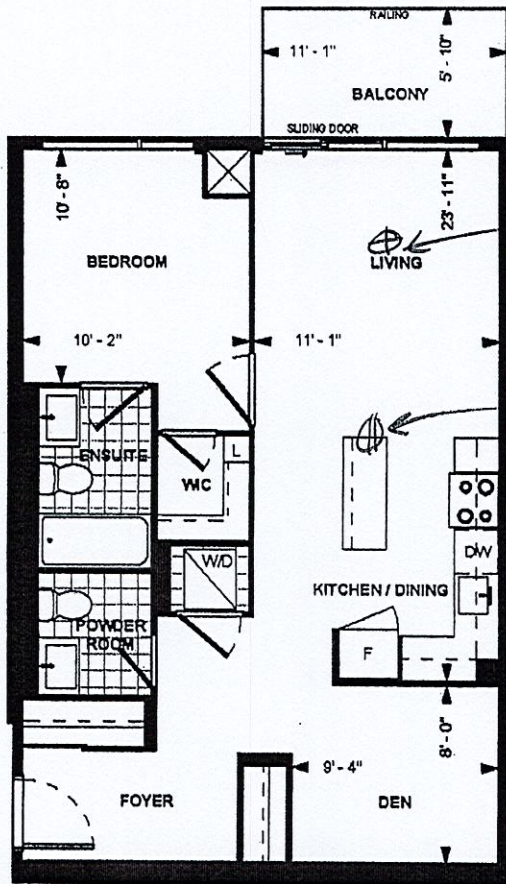 RAILING
11' - 1"
5' - 10"
BALCONY
SLIDING DOOR
10' - 8"
23' - 11"
BEDROOM
LIVING
10' - 2"
11' - 1"
ENSUITE
L
WIC
W/D
DW
KITCHEN / DINING
POWDER
ROOM
F
8' - 0"
9' - 4"
FOYER
DEN